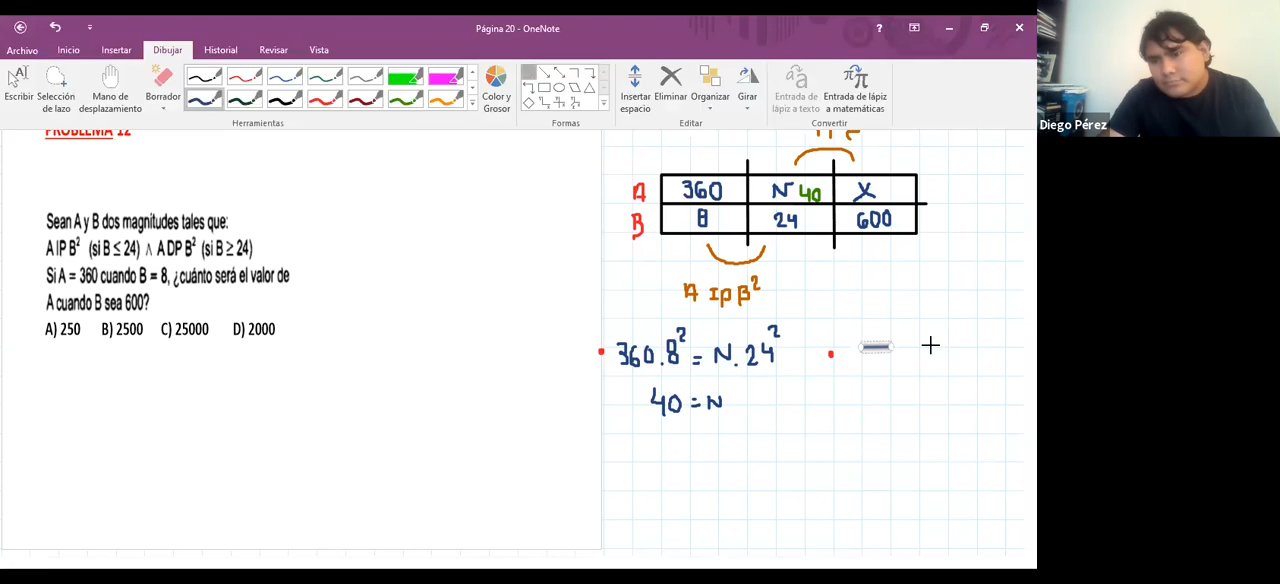 Página 20 - OneNote
?
Archivo Inicio Insertar Dibujar Historial Revisar Vista
Escribir Selección de lazo Mano de desplazamiento Borrador Color y Grosor Insertar espacio Eliminar Organizar Girar Entrada de lápiz a texto Entrada de lápiz a matemáticas
Herramientas Formas Editar Convertir
Diego Pérez
PROBLEMA 12
Sean A y B dos magnitudes tales que:
A IP B² (si B ≤ 24) ∧ A DP B² (si B ≥ 24)
Si A = 360 cuando B = 8, ¿cuánto será el valor de
A cuando B sea 600?
A) 250 B) 2500 C) 25000 D) 2000
A 360 N 40 X
B 8 24 600
A Ip B²
360.8² = N.24²
40 = N